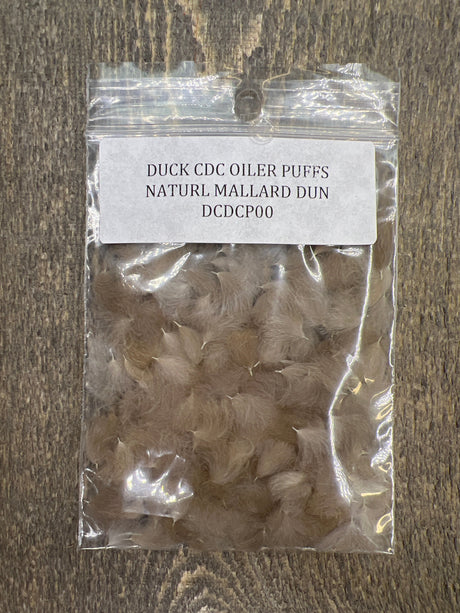 DUCK CDC OILER PUFFS
NATURL MALLARD DUN
DCDCP00